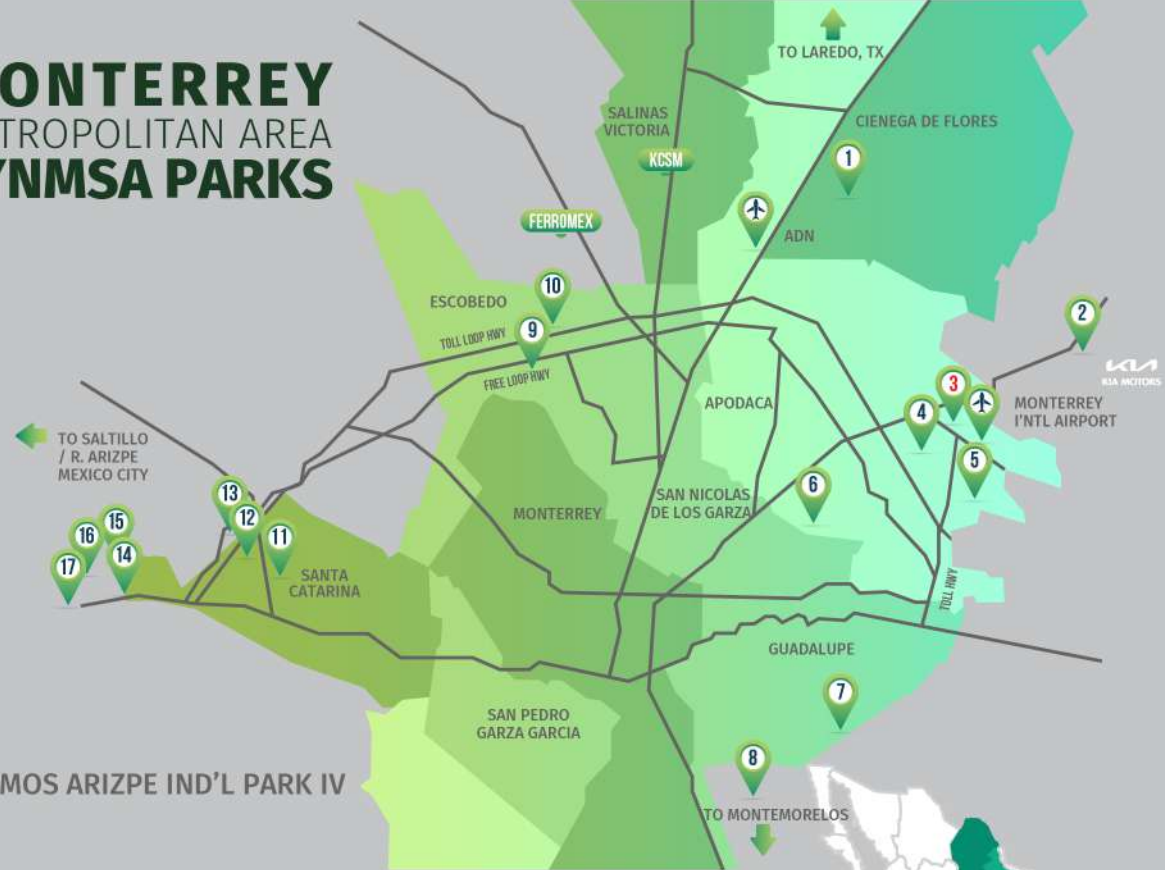 ONTERREY
TROPOLITAN AREA
YNMSA PARKS
TO LAREDO, TX
SALINAS
VICTORIA
KCSM
CIENEGA DE FLORES
1
FERROMEX
ADN
10
ESCOBEDO
9
TOLL LOOP HWY
FREE LOOP HWY
2
KIA
KIA MOTORS
3
4
MONTERREY
I'NTL AIRPORT
APODACA
5
TO SALTILLO
/ R. ARIZPE
MEXICO CITY
13
12
11
16
15
14
17
6
SAN NICOLAS
DE LOS GARZA
MONTERREY
SANTA
CATARINA
TOLL HWY
GUADALUPE
7
SAN PEDRO
GARZA GARCIA
8
MOS ARIZPE IND'L PARK IV
TO MONTEMORELOS